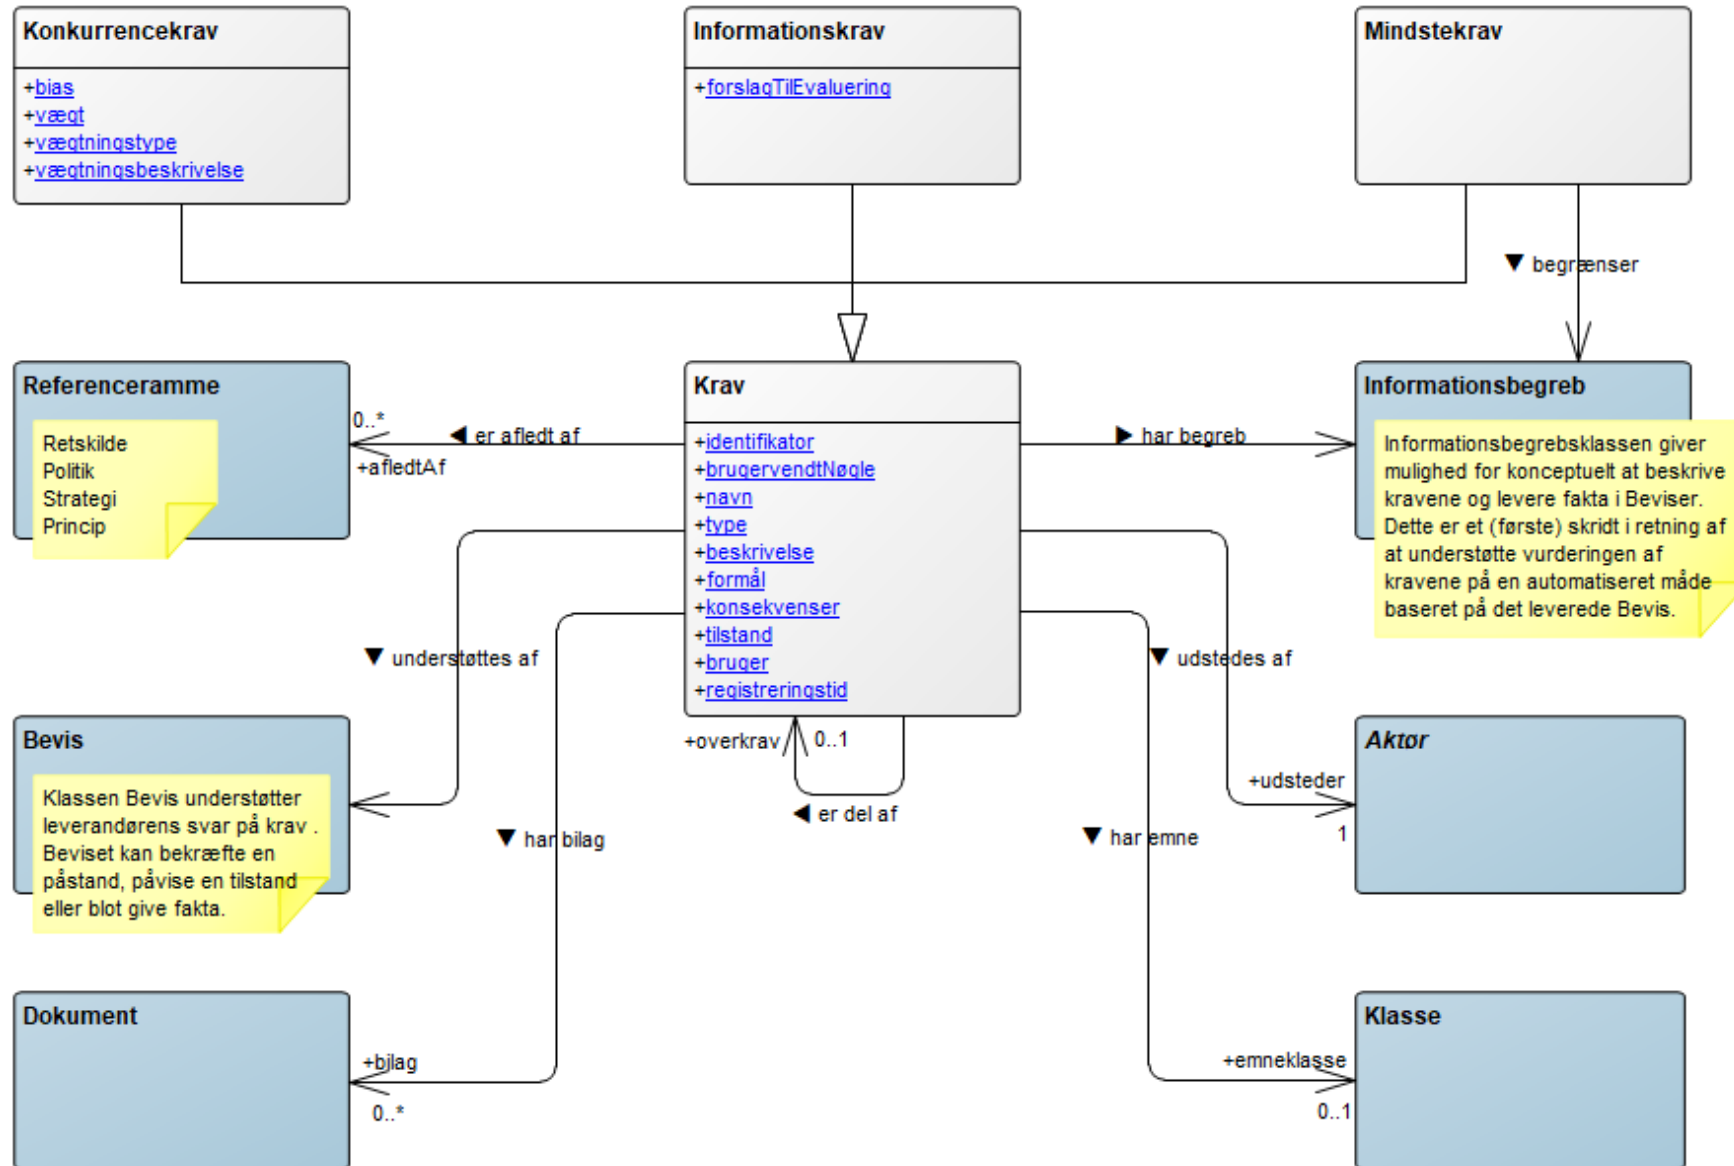 Konkurrencekrav
+bias
+vægt
+vægtningstype
+vægtningsbeskrivelse
Informationskrav
+forslagTilEvaluering
Mindstekrav
▼ begrænser
Referenceramme
Retskilde
Politik
Strategi
Princip
0..*
◀ er afledt af
+afledtAf
Krav
+identifikator
+brugervendtNøgle
+navn
+type
+beskrivelse
+formål
+konsekvenser
+tilstand
+bruger
+registreringstid
▶ har begreb
Informationsbegreb
Informationsbegrebsklassen giver
mulighed for konceptuelt at beskrive
kravene og levere fakta i Beviser.
Dette er et (første) skridt i retning af
at understøtte vurderingen af
kravene på en automatiseret måde
baseret på det leverede Bevis.
▼ understøttes af
▼ udstedes af
+overkrav
0..1
◀ er del af
Bevis
Klassen Bevis understøtter
leverandørens svar på krav .
Beviset kan bekræfte en
påstand, påvise en tilstand
eller blot give fakta.
▼ har bilag
▼ har emne
Aktør
+udsteder
1
Dokument
+bilag
0..*
Klasse
+emneklasse
0..1